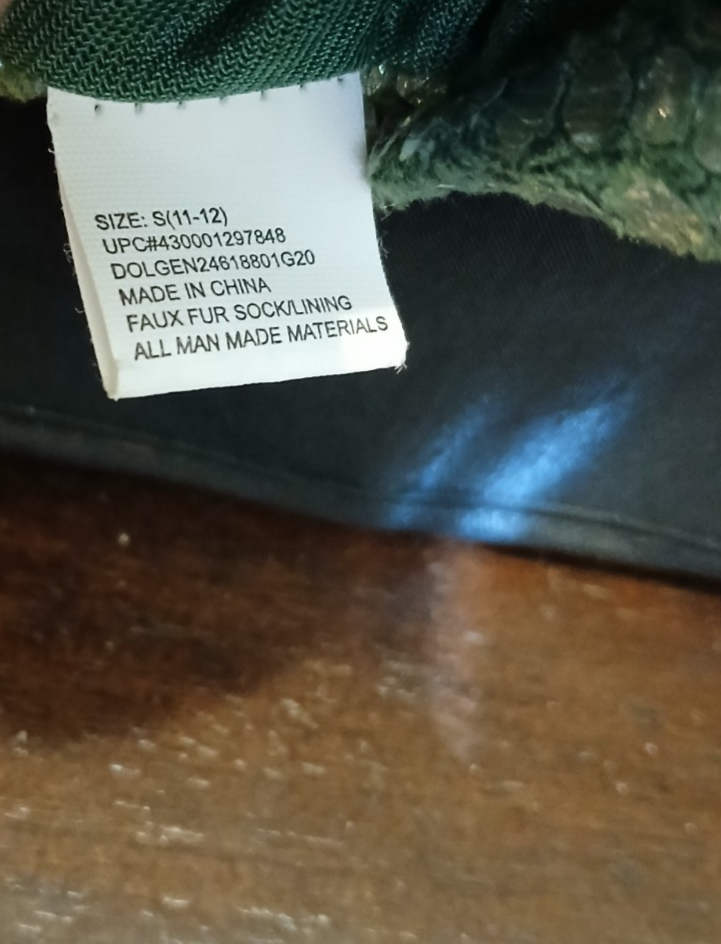 SIZE: S(11-12)
UPC#430001297848
DOLGEN24618801G20
MADE IN CHINA
FAUX FUR SOCK/LINING
ALL MAN MADE MATERIALS